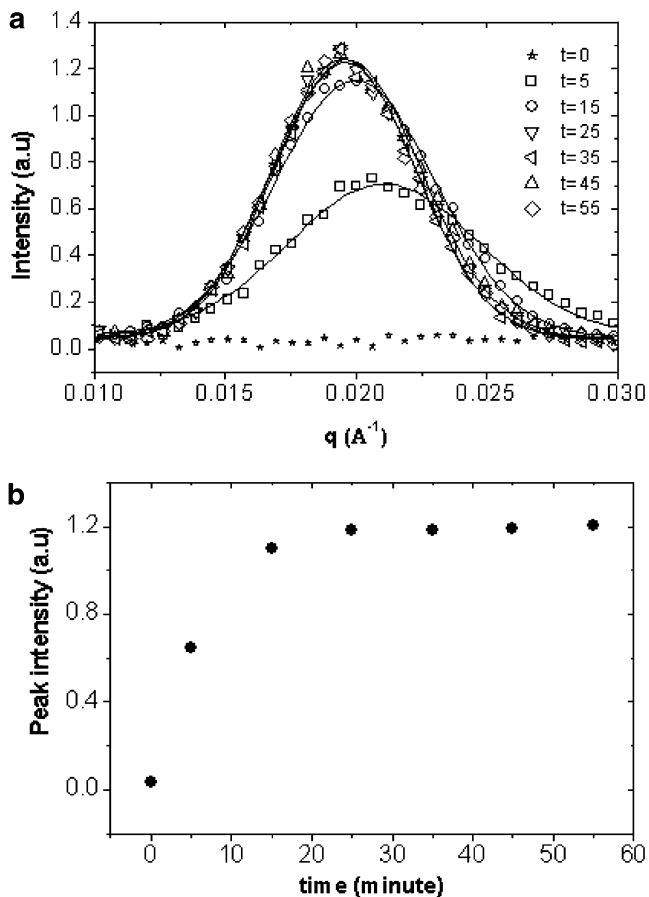 a
1.4
1.2
1.0
0.8
0.6
0.4
0.2
0.0
Intensity (a.u)
t=0
t=5
t=15
t=25
t=35
t=45
t=55
0.010 0.015 0.020 0.025 0.030
q (A⁻¹)
b
1.2
0.8
0.4
0.0
Peak intensity (a.u)
0 10 20 30 40 50 60
time (minute)